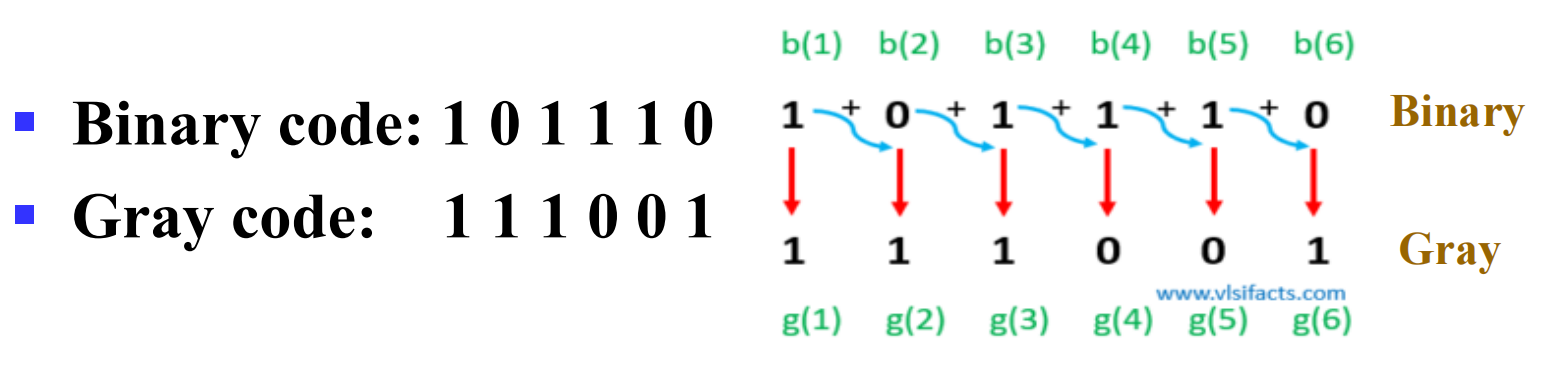 Binary code: 1 0 1 1 1 0
Gray code: 1 1 1 0 0 1
b(1) b(2) b(3) b(4) b(5) b(6)
1 + 0 + 1 + 1 + 1 + 0 Binary
1 1 1 0 0 1 Gray
www.vlsifacts.com
g(1) g(2) g(3) g(4) g(5) g(6)